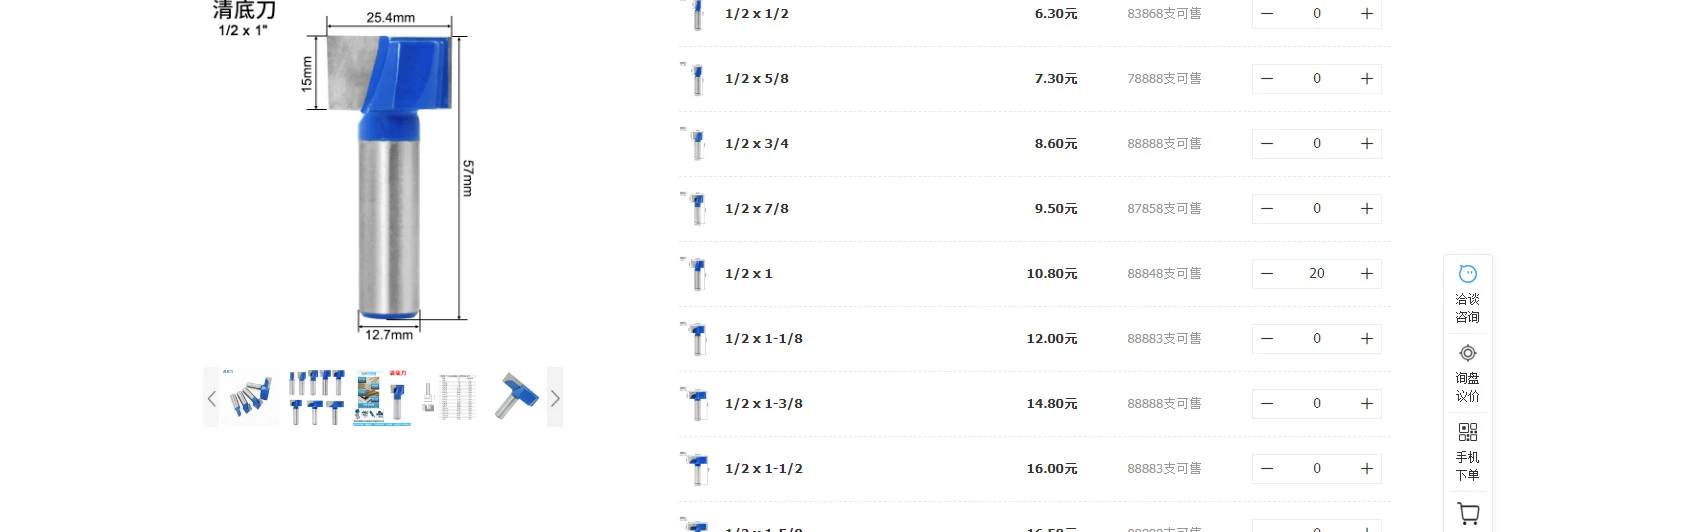 清底刀
1/2 x 1"
25.4mm
15mm
57mm
12.7mm
清底刀
1/2 x 1/2 6.30元 83868支可售 — 0 +
1/2 x 5/8 7.30元 78888支可售 — 0 +
1/2 x 3/4 8.60元 88888支可售 — 0 +
1/2 x 7/8 9.50元 87858支可售 — 0 +
1/2 x 1 10.80元 88848支可售 — 20 +
1/2 x 1-1/8 12.00元 88883支可售 — 0 +
1/2 x 1-3/8 14.80元 88888支可售 — 0 +
1/2 x 1-1/2 16.00元 88883支可售 — 0 +
洽谈
咨询
询盘
议价
手机
下单